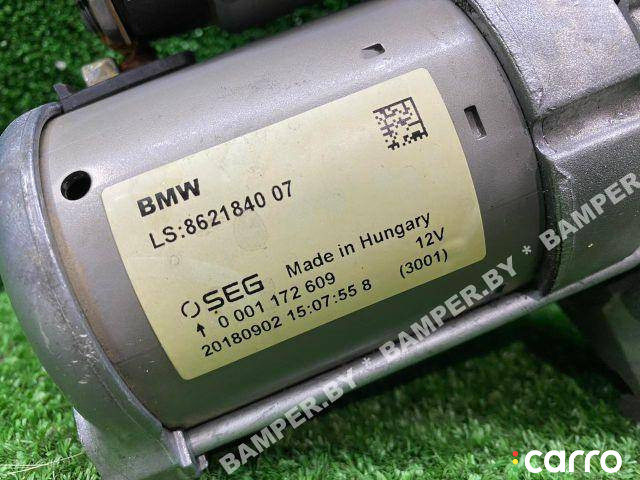 BMW
LS:8621840 07
SEG Made in Hungary
0 001 172 609 12V
20180902 15:07:55 8 (3001)
BAMPER.BY * BAMPER.BY * BAMPER.BY
carro